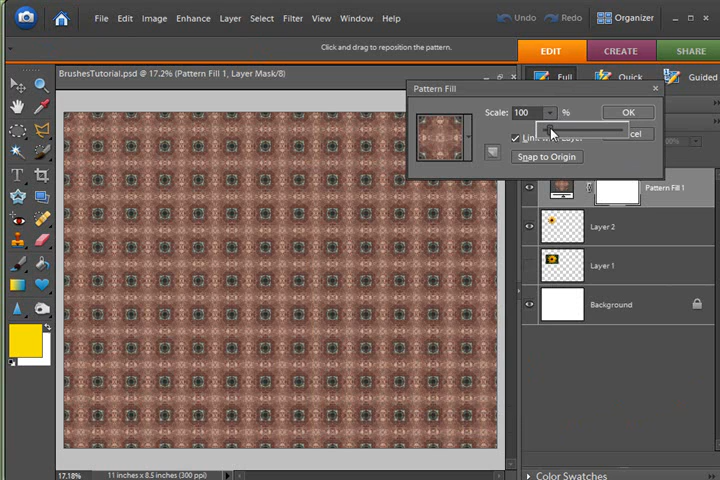 File Edit Image Enhance Layer Select Filter View Window Help Undo Redo Organizer
Click and drag to reposition the pattern.
EDIT CREATE SHARE
BrushesTutorial.psd @ 17.2% (Pattern Fill 1, Layer Mask/8)
Full Quick Guided
Pattern Fill
Scale: 100 % OK
cel
Snap to Origin
Pattern Fill 1
Layer 2
Layer 1
Background
17.18% 11 inches x 8.5 inches (300 ppi)
Color Swatches